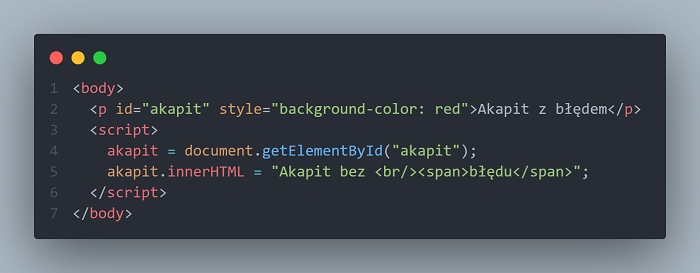 1 <body>
2   <p id="akapit" style="background-color: red">Akapit z błędem</p>
3   <script>
4     akapit = document.getElementById("akapit");
5     akapit.innerHTML = "Akapit bez <br/><span>błędu</span>";
6   </script>
7 </body>